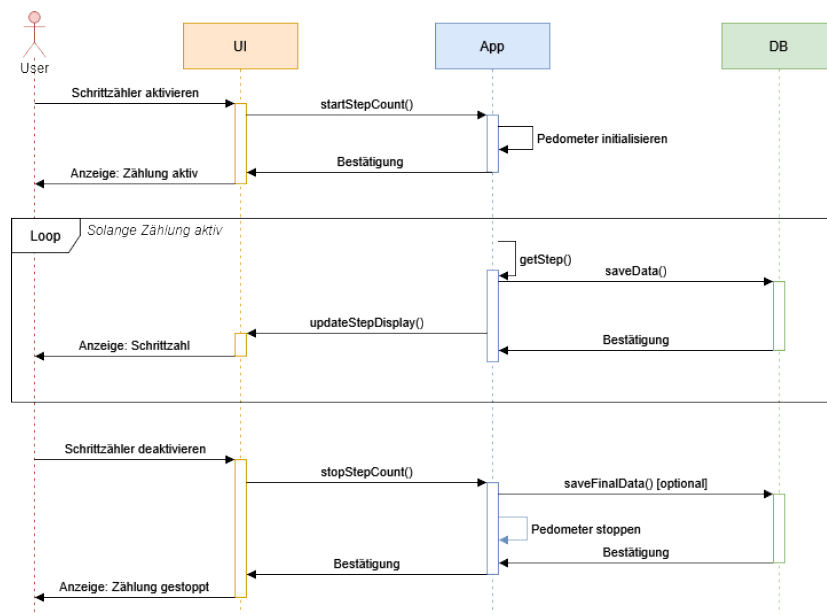 User
UI
App
DB
Schrittzähler aktivieren
startStepCount()
Pedometer initialisieren
Bestätigung
Anzeige: Zählung aktiv
Loop
Solange Zählung aktiv
getStep()
saveData()
updateStepDisplay()
Bestätigung
Anzeige: Schrittzahl
Schrittzähler deaktivieren
stopStepCount()
saveFinalData() [optional]
Pedometer stoppen
Bestätigung
Bestätigung
Anzeige: Zählung gestoppt